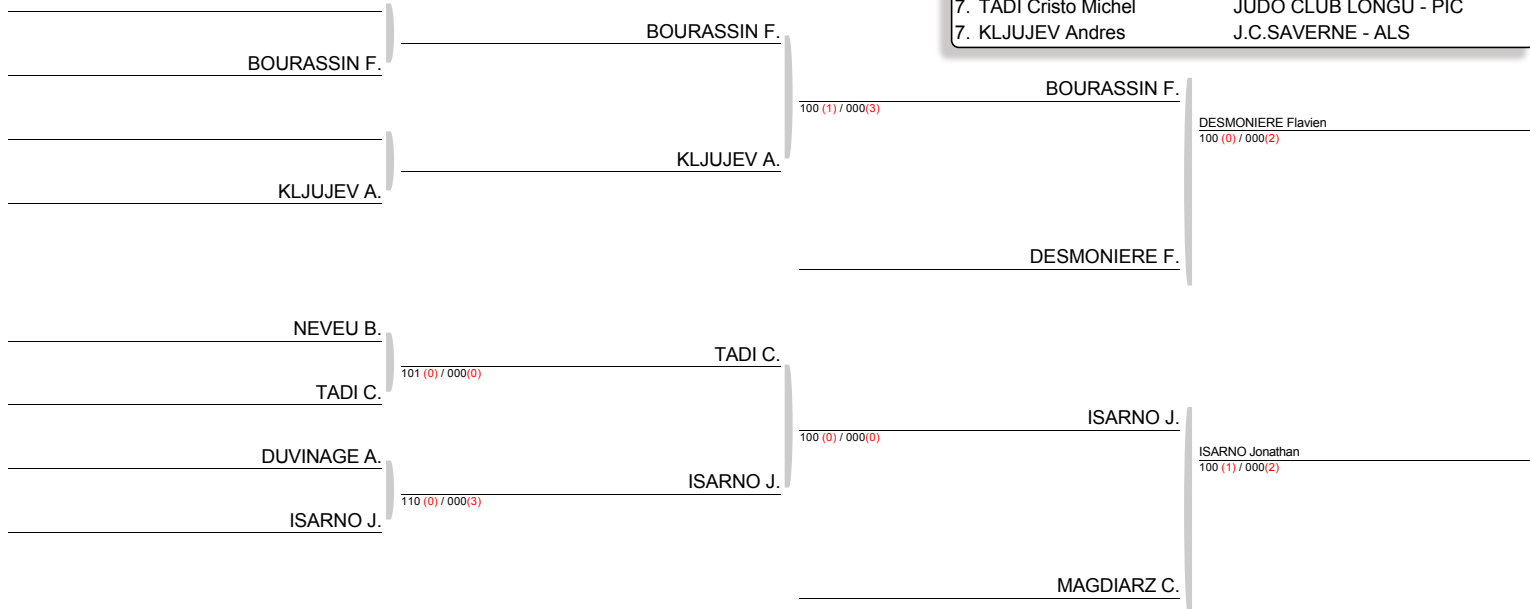 7. TADI Cristo Michel JUDO CLUB LONGU - PIC
7. KLJUJEV Andres J.C.SAVERNE - ALS
BOURASSIN F.
BOURASSIN F.
BOURASSIN F.
100 (1) / 000(3)
DESMONIERE Flavien
100 (0) / 000(2)
KLJUJEV A.
KLJUJEV A.
DESMONIERE F.
NEVEU B.
TADI C.
101 (0) / 000(0)
TADI C.
ISARNO J.
100 (0) / 000(0)
ISARNO Jonathan
100 (1) / 000(2)
DUVINAGE A.
ISARNO J.
110 (0) / 000(3)
ISARNO J.
MAGDIARZ C.